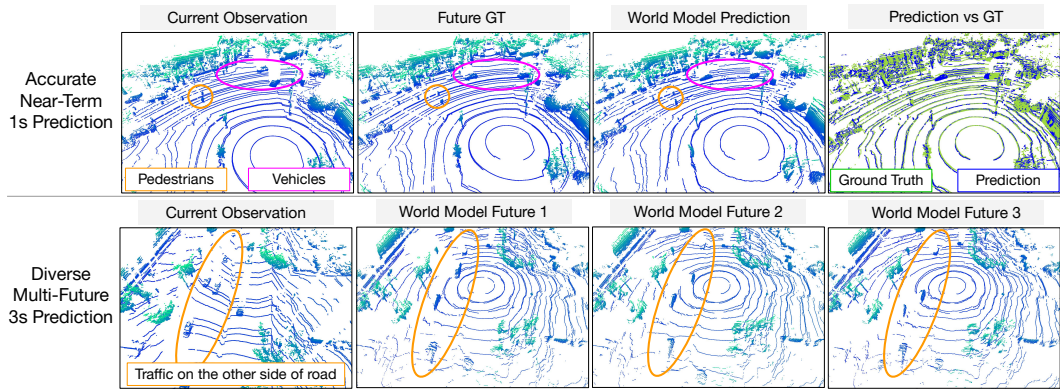 Current Observation
Future GT
World Model Prediction
Prediction vs GT
Accurate
Near-Term
1s Prediction
Pedestrians
Vehicles
Ground Truth
Prediction
Current Observation
World Model Future 1
World Model Future 2
World Model Future 3
Diverse
Multi-Future
3s Prediction
Traffic on the other side of road